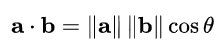 a · b = ‖a‖ ‖b‖ cos θ